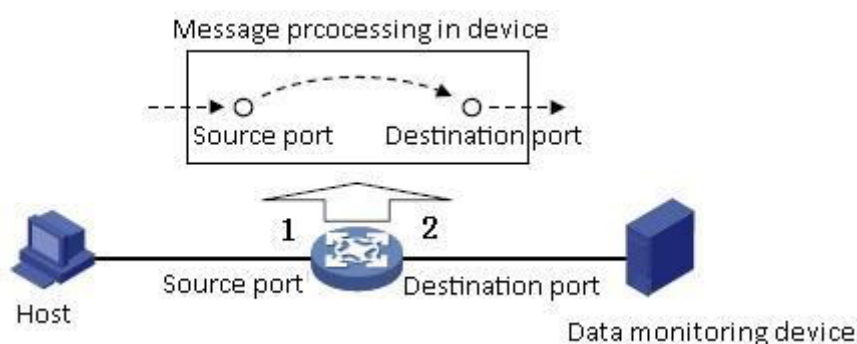 Message prcocessing in device
Source port
Destination port
1
2
Source port
Destination port
Host
Data monitoring device